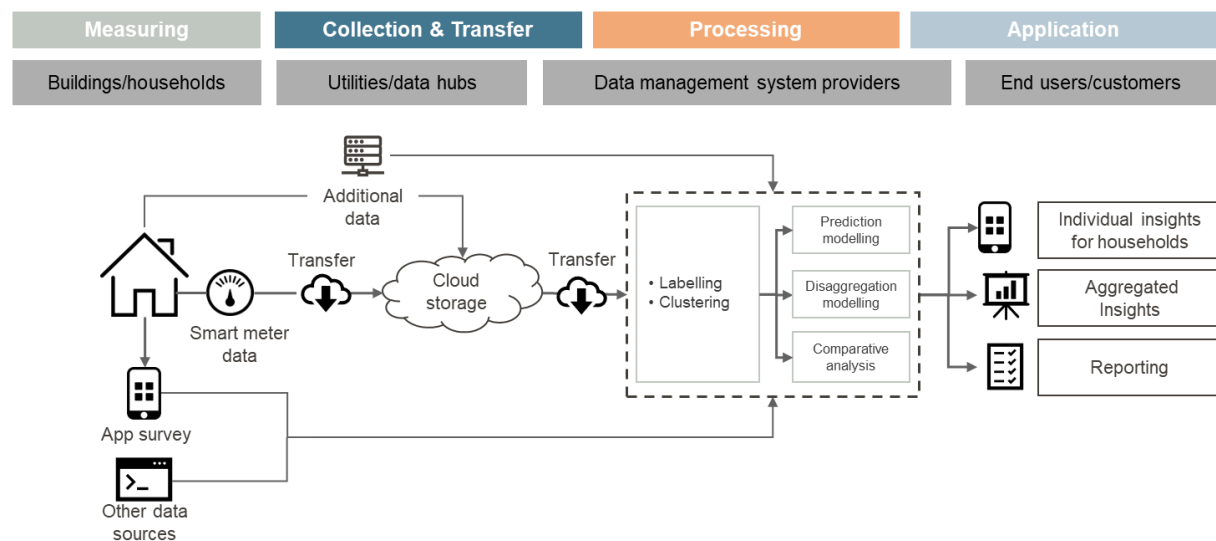 Measuring
Collection & Transfer
Processing
Application
Buildings/households
Utilities/data hubs
Data management system providers
End users/customers
Additional
data
Transfer
Smart meter
data
Cloud
storage
Transfer
• Labelling
• Clustering
Prediction
modelling
Disaggregation
modelling
Comparative
analysis
Individual insights
for households
Aggregated
Insights
Reporting
App survey
Other data
sources